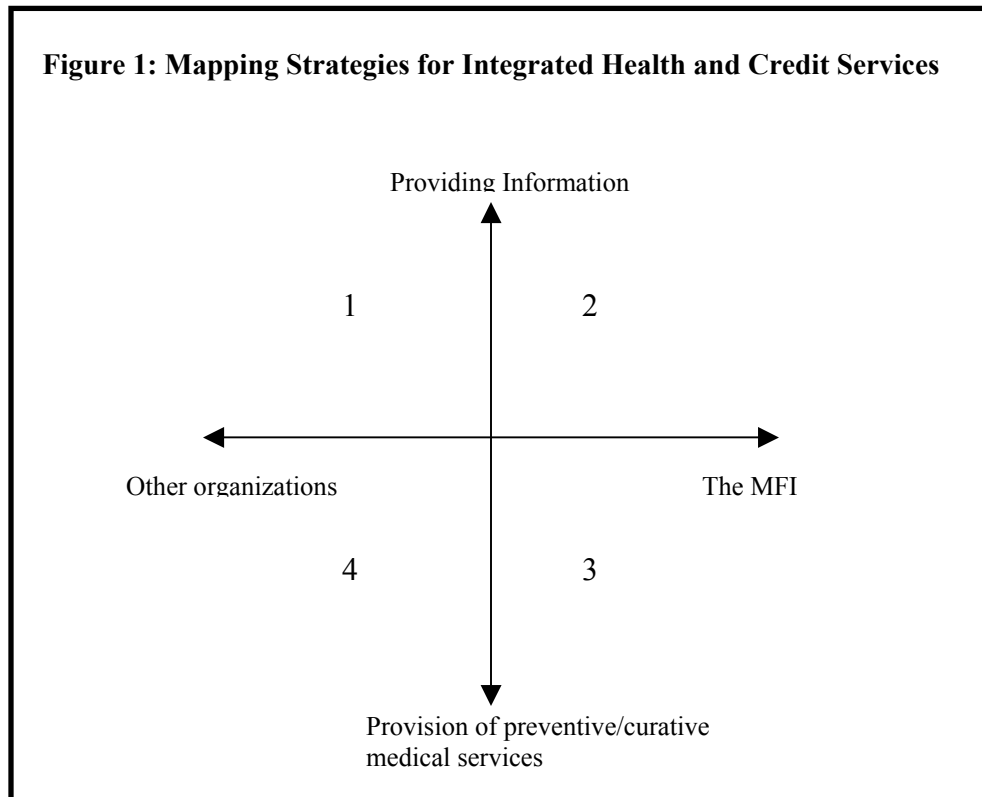 Figure 1: Mapping Strategies for Integrated Health and Credit Services
Providing Information
1 2
Other organizations The MFI
4 3
Provision of preventive/curative
medical services